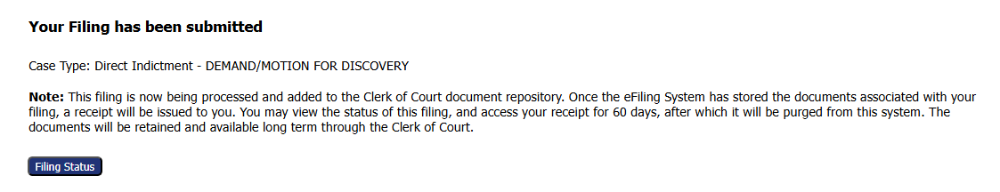 Your Filing has been submitted
Case Type: Direct Indictment - DEMAND/MOTION FOR DISCOVERY
Note: This filing is now being processed and added to the Clerk of Court document repository. Once the eFiling System has stored the documents associated with your
filing, a receipt will be issued to you. You may view the status of this filing, and access your receipt for 60 days, after which it will be purged from this system. The
documents will be retained and available long term through the Clerk of Court.
Filing Status